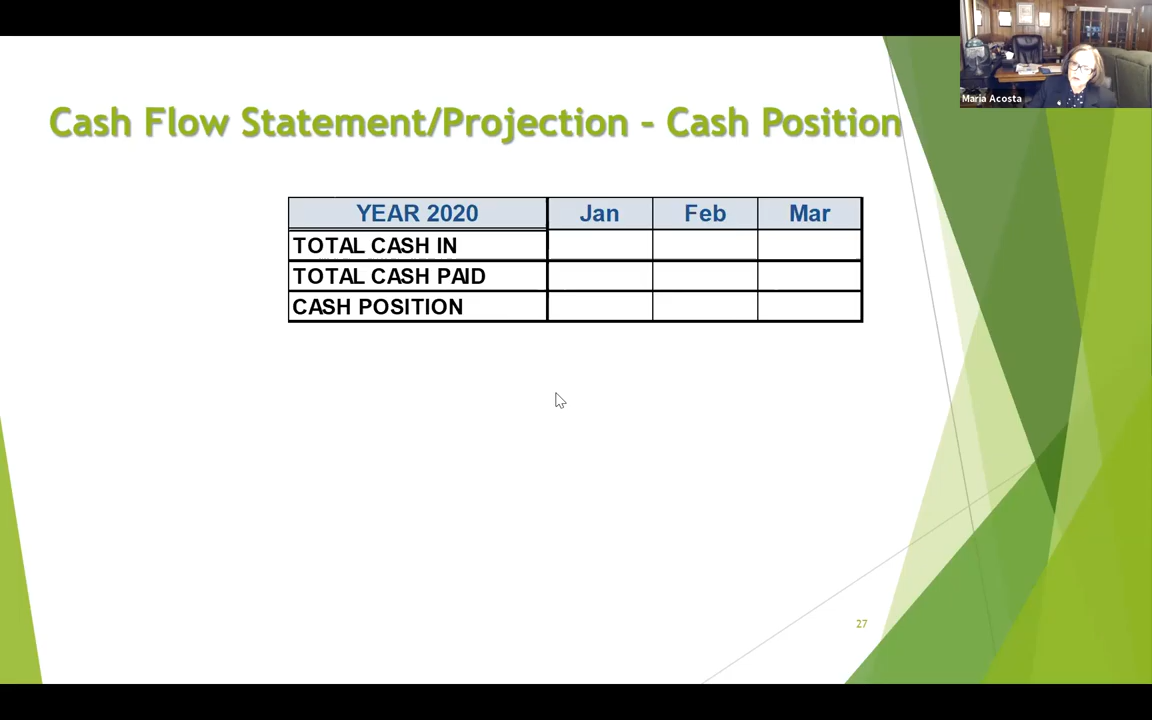 Maria Acosta
Cash Flow Statement/Projection - Cash Position
YEAR 2020 Jan Feb Mar
TOTAL CASH IN
TOTAL CASH PAID
CASH POSITION
27